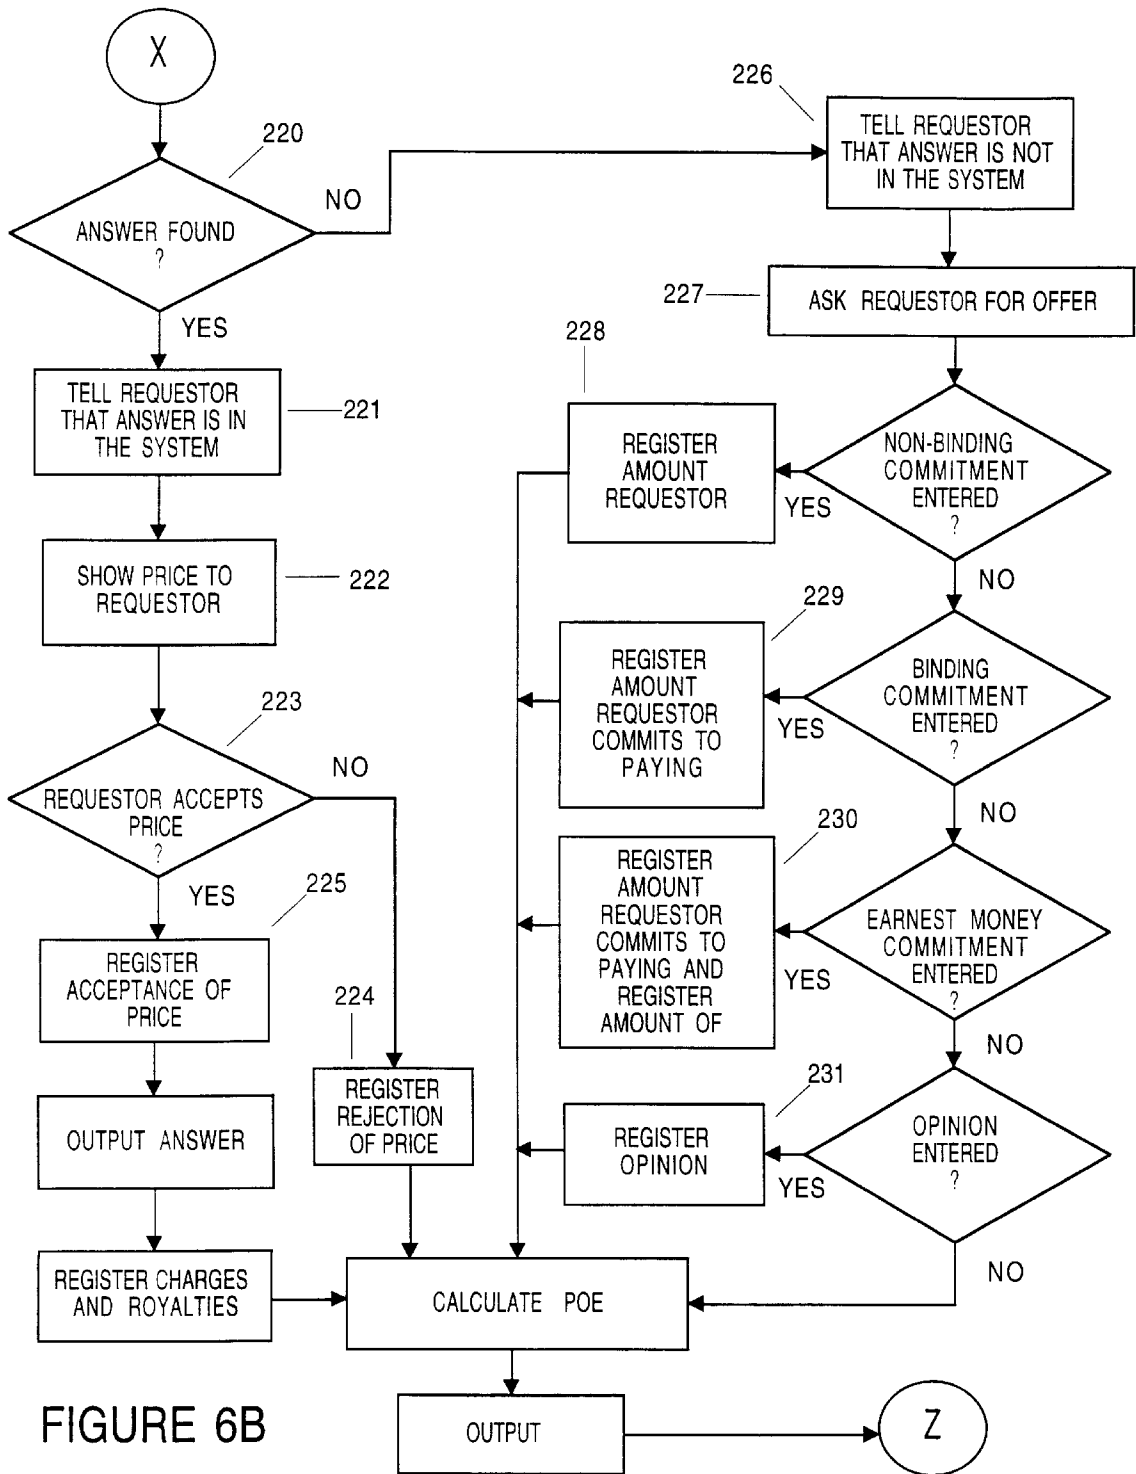 X
220
ANSWER FOUND
?
NO
YES
TELL REQUESTOR
THAT ANSWER IS IN
THE SYSTEM
221
SHOW PRICE TO
REQUESTOR
222
223
REQUESTOR ACCEPTS
PRICE
?
NO
YES
225
REGISTER
ACCEPTANCE OF
PRICE
224
REGISTER
REJECTION
OF PRICE
OUTPUT ANSWER
REGISTER CHARGES
AND ROYALTIES
226
TELL REQUESTOR
THAT ANSWER IS NOT
IN THE SYSTEM
227
ASK REQUESTOR FOR OFFER
228
REGISTER
AMOUNT
REQUESTOR
YES
NON-BINDING
COMMITMENT
ENTERED
?
NO
229
REGISTER
AMOUNT
REQUESTOR
COMMITS TO
PAYING
YES
BINDING
COMMITMENT
ENTERED
?
NO
230
REGISTER
AMOUNT
REQUESTOR
COMMITS TO
PAYING AND
REGISTER
AMOUNT OF
YES
EARNEST MONEY
COMMITMENT
ENTERED
?
NO
231
REGISTER
OPINION
YES
OPINION
ENTERED
?
NO
CALCULATE POE
OUTPUT
Z
FIGURE 6B